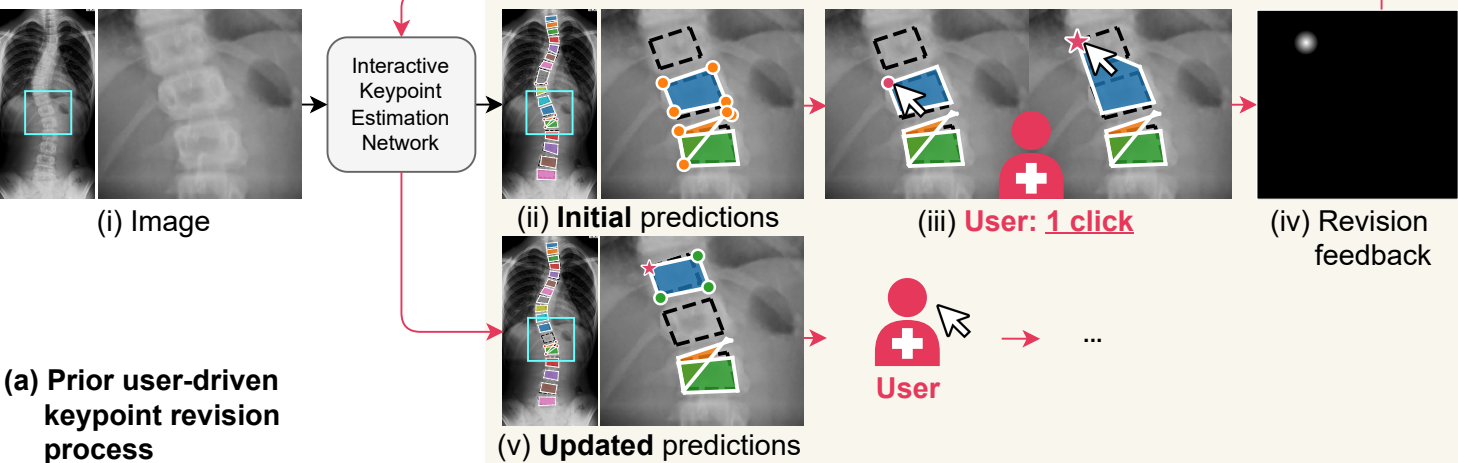 Interactive
Keypoint
Estimation
Network
(i) Image
(ii) Initial predictions
(iii) User: 1 click
(iv) Revision
feedback
(a) Prior user-driven
keypoint revision
process
(v) Updated predictions
User
...